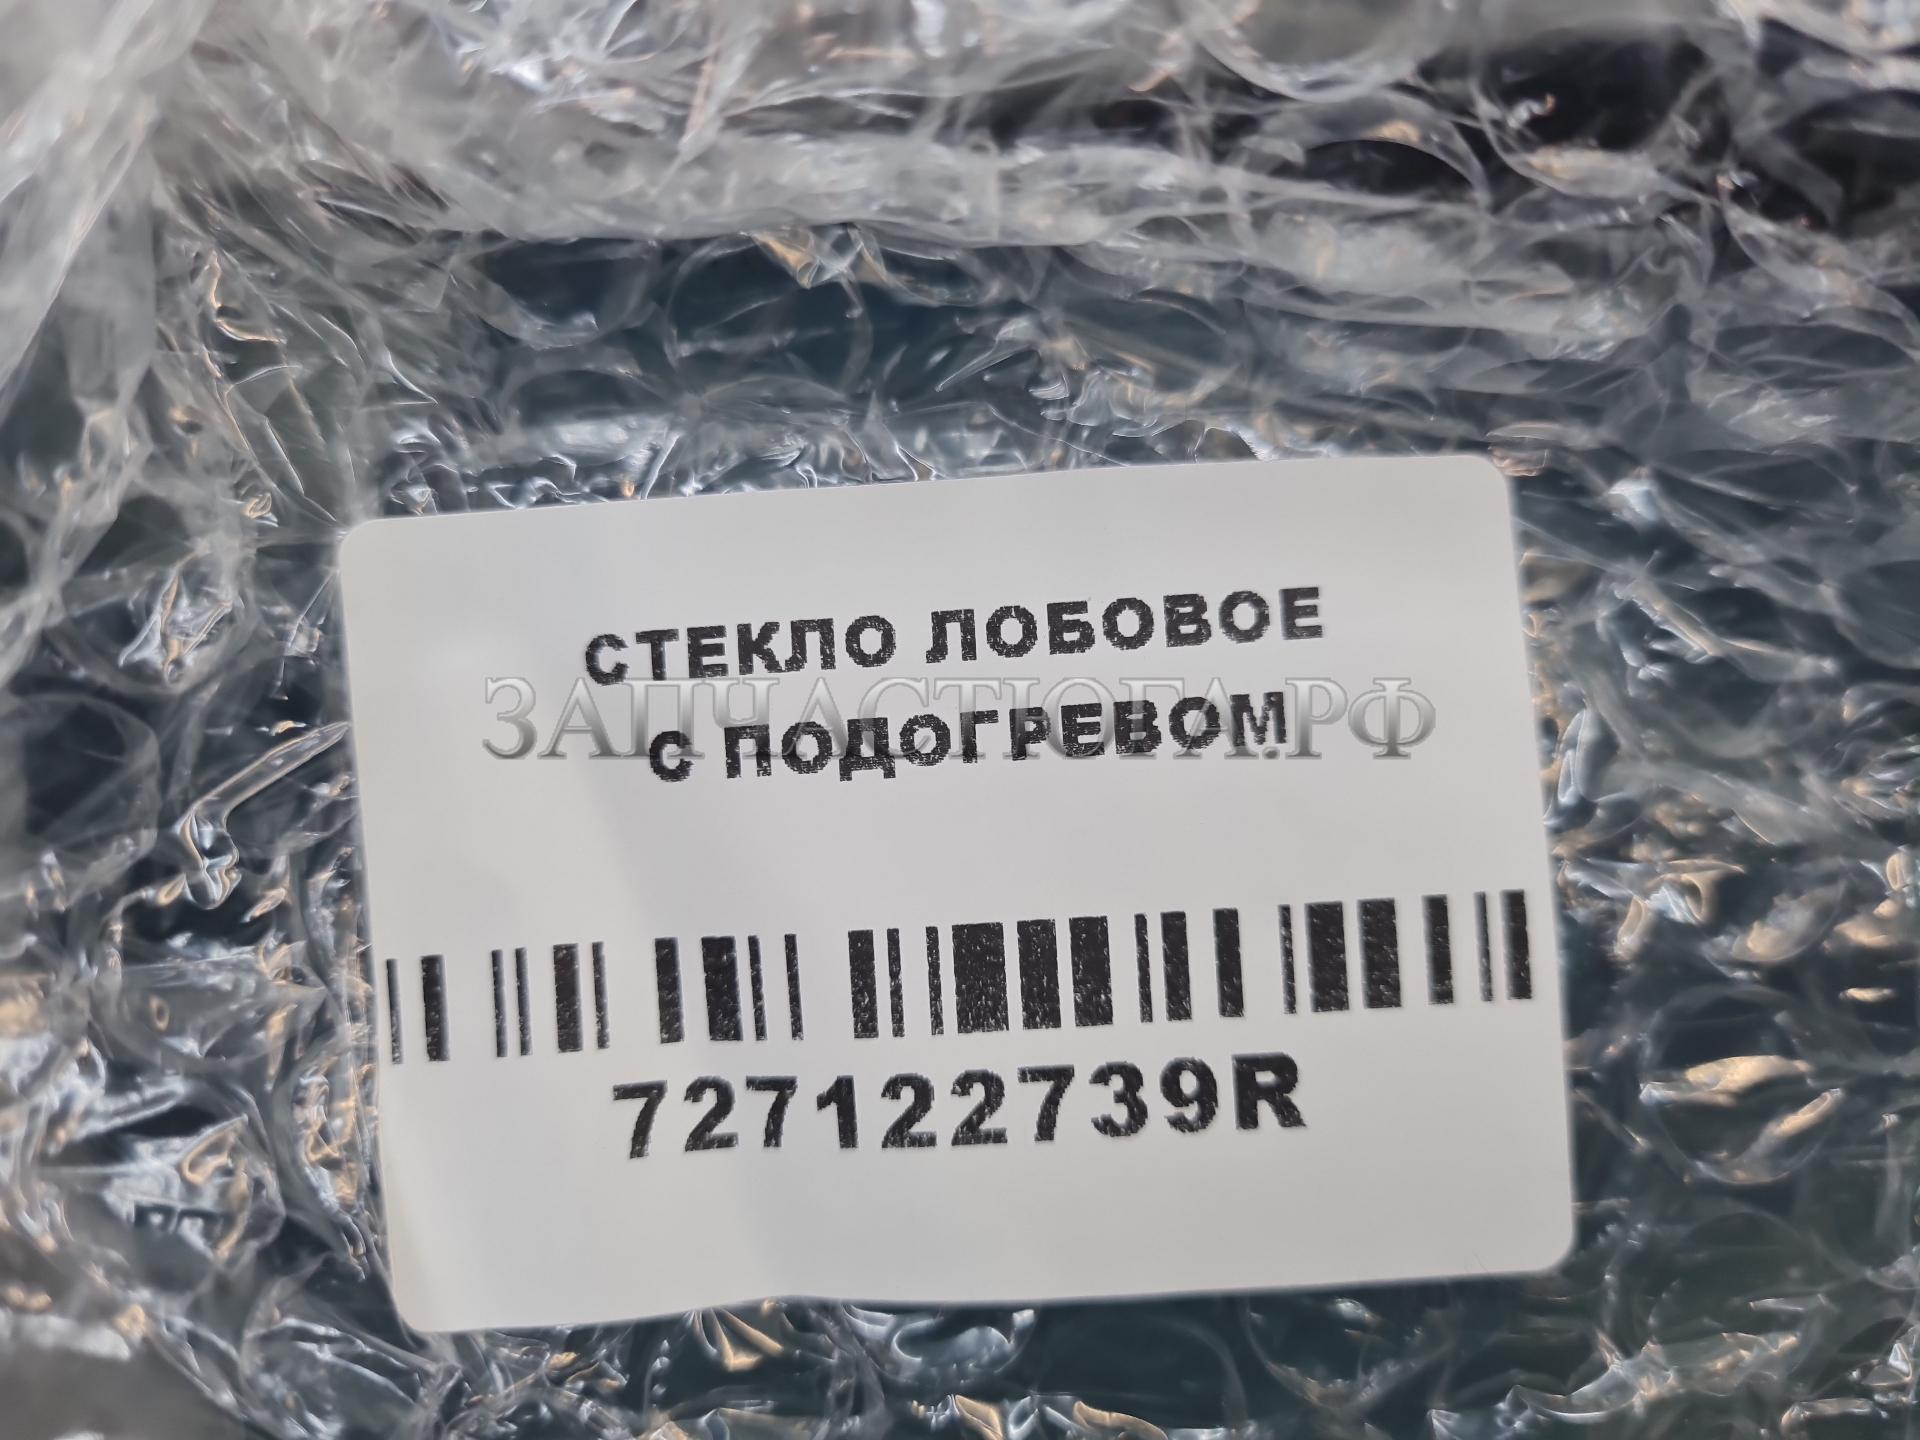 СТЕКЛО ЛОБОВОЕ
ЗАПЧАСТЮГА.РФ
С ПОДОГРЕВОМ
727122739R